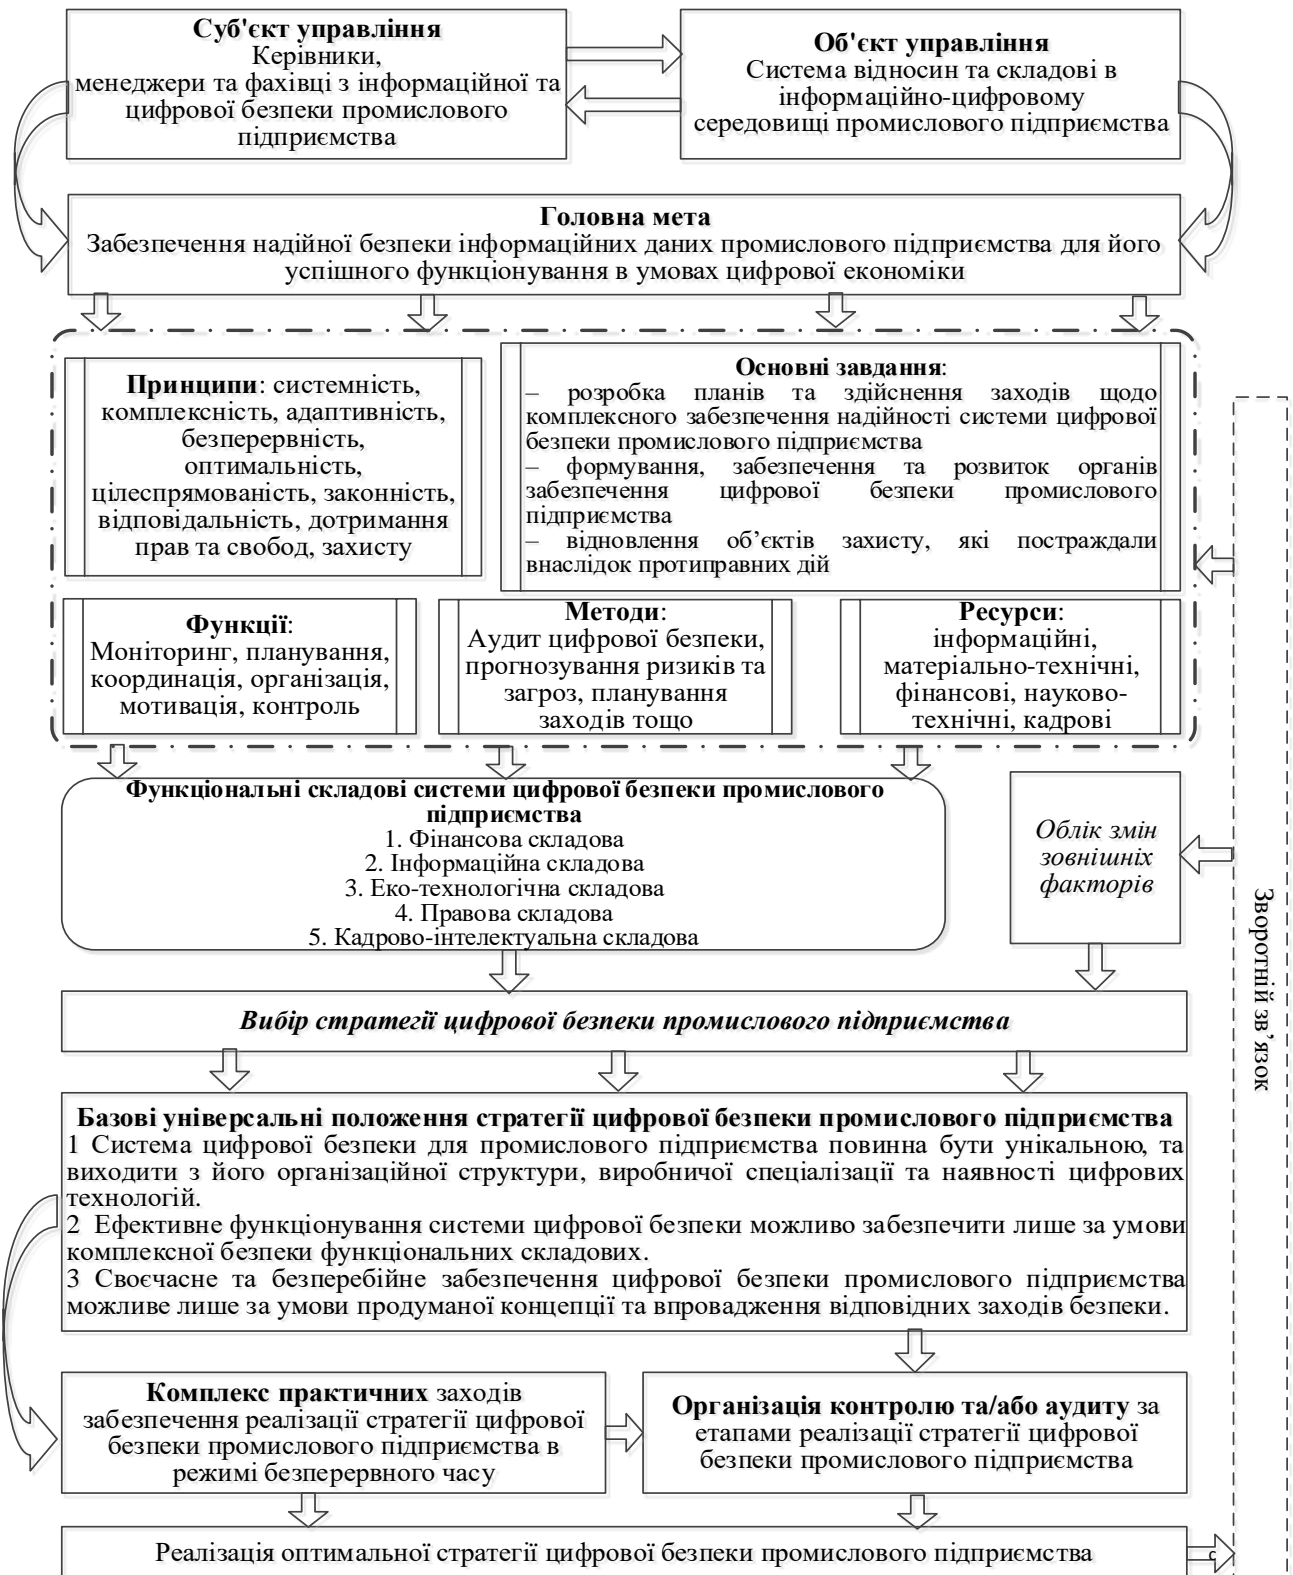 Суб'єкт управління
Керівники,
менеджери та фахівці з інформаційної та
цифрової безпеки промислового
підприємства
Об'єкт управління
Система відносин та складові в
інформаційно-цифровому
середовищі промислового підприємства
Головна мета
Забезпечення надійної безпеки інформаційних даних промислового підприємства для його
успішного функціонування в умовах цифрової економіки
Принципи: системність,
комплексність, адаптивність,
безперервність,
оптимальність,
цілеспрямованість, законність,
відповідальність, дотримання
прав та свобод, захисту
Основні завдання:
– розробка планів та здійснення заходів щодо
комплексного забезпечення надійності системи цифрової
безпеки промислового підприємства
– формування, забезпечення та розвиток органів
забезпечення цифрової безпеки промислового
підприємства
– відновлення об’єктів захисту, які постраждали
внаслідок протиправних дій
Функції:
Моніторинг, планування,
координація, організація,
мотивація, контроль
Методи:
Аудит цифрової безпеки,
прогнозування ризиків та
загроз, планування
заходів тощо
Ресурси:
інформаційні,
матеріально-технічні,
фінансові, науково-
технічні, кадрові
Функціональні складові системи цифрової безпеки промислового
підприємства
1. Фінансова складова
2. Інформаційна складова
3. Еко-технологічна складова
4. Правова складова
5. Кадрово-інтелектуальна складова
Облік змін
зовнішніх
факторів
Зворотній зв’язок
Вибір стратегії цифрової безпеки промислового підприємства
Базові універсальні положення стратегії цифрової безпеки промислового підприємства
1 Система цифрової безпеки для промислового підприємства повинна бути унікальною, та
виходити з його організаційної структури, виробничої спеціалізації та наявності цифрових
технологій.
2 Ефективне функціонування системи цифрової безпеки можливо забезпечити лише за умови
комплексної безпеки функціональних складових.
3 Своєчасне та безперебійне забезпечення цифрової безпеки промислового підприємства
можливе лише за умови продуманої концепції та впровадження відповідних заходів безпеки.
Комплекс практичних заходів
забезпечення реалізації стратегії цифрової
безпеки промислового підприємства в
режимі безперервного часу
Організація контролю та/або аудиту за
етапами реалізації стратегії цифрової
безпеки промислового підприємства
Реалізація оптимальної стратегії цифрової безпеки промислового підприємства